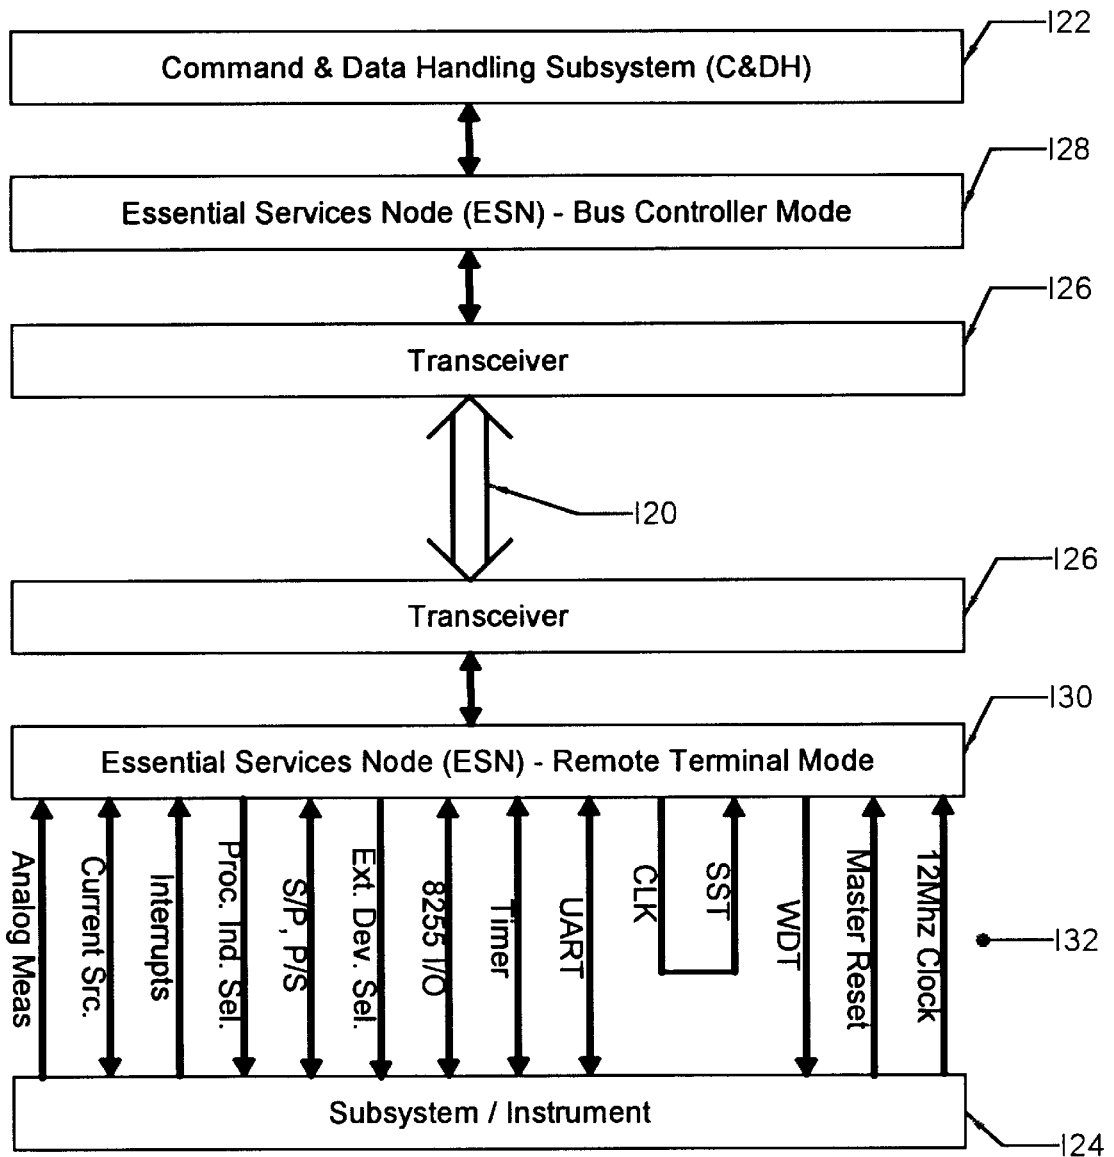 122
Command & Data Handling Subsystem (C&DH)
128
Essential Services Node (ESN) - Bus Controller Mode
126
Transceiver
120
126
Transceiver
130
Essential Services Node (ESN) - Remote Terminal Mode
Analog Meas
Current Src.
Interrupts
Proc. Ind. Sel.
S/P, P/S
Ext. Dev. Sel.
8255 I/O
Timer
UART
CLK
SST
WDT
Master Reset
12Mhz Clock
132
Subsystem / Instrument
124